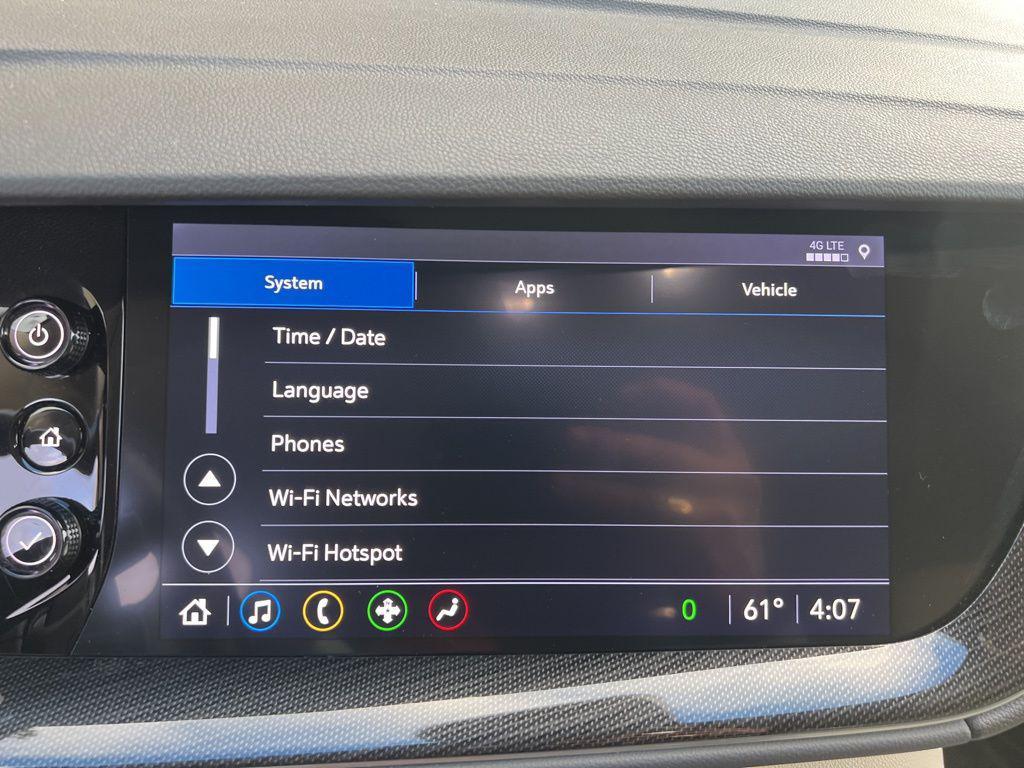 4G LTE
System Apps Vehicle
Time / Date
Language
Phones
Wi-Fi Networks
Wi-Fi Hotspot
0 61° 4:07